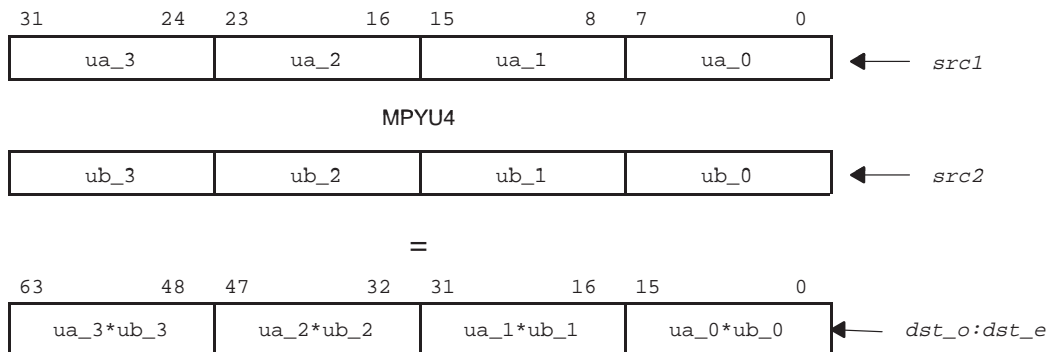 31 24 23 16 15 8 7 0
ua_3 ua_2 ua_1 ua_0 src1
MPYU4
ub_3 ub_2 ub_1 ub_0 src2
=
63 48 47 32 31 16 15 0
ua_3*ub_3 ua_2*ub_2 ua_1*ub_1 ua_0*ub_0 dst_o:dst_e